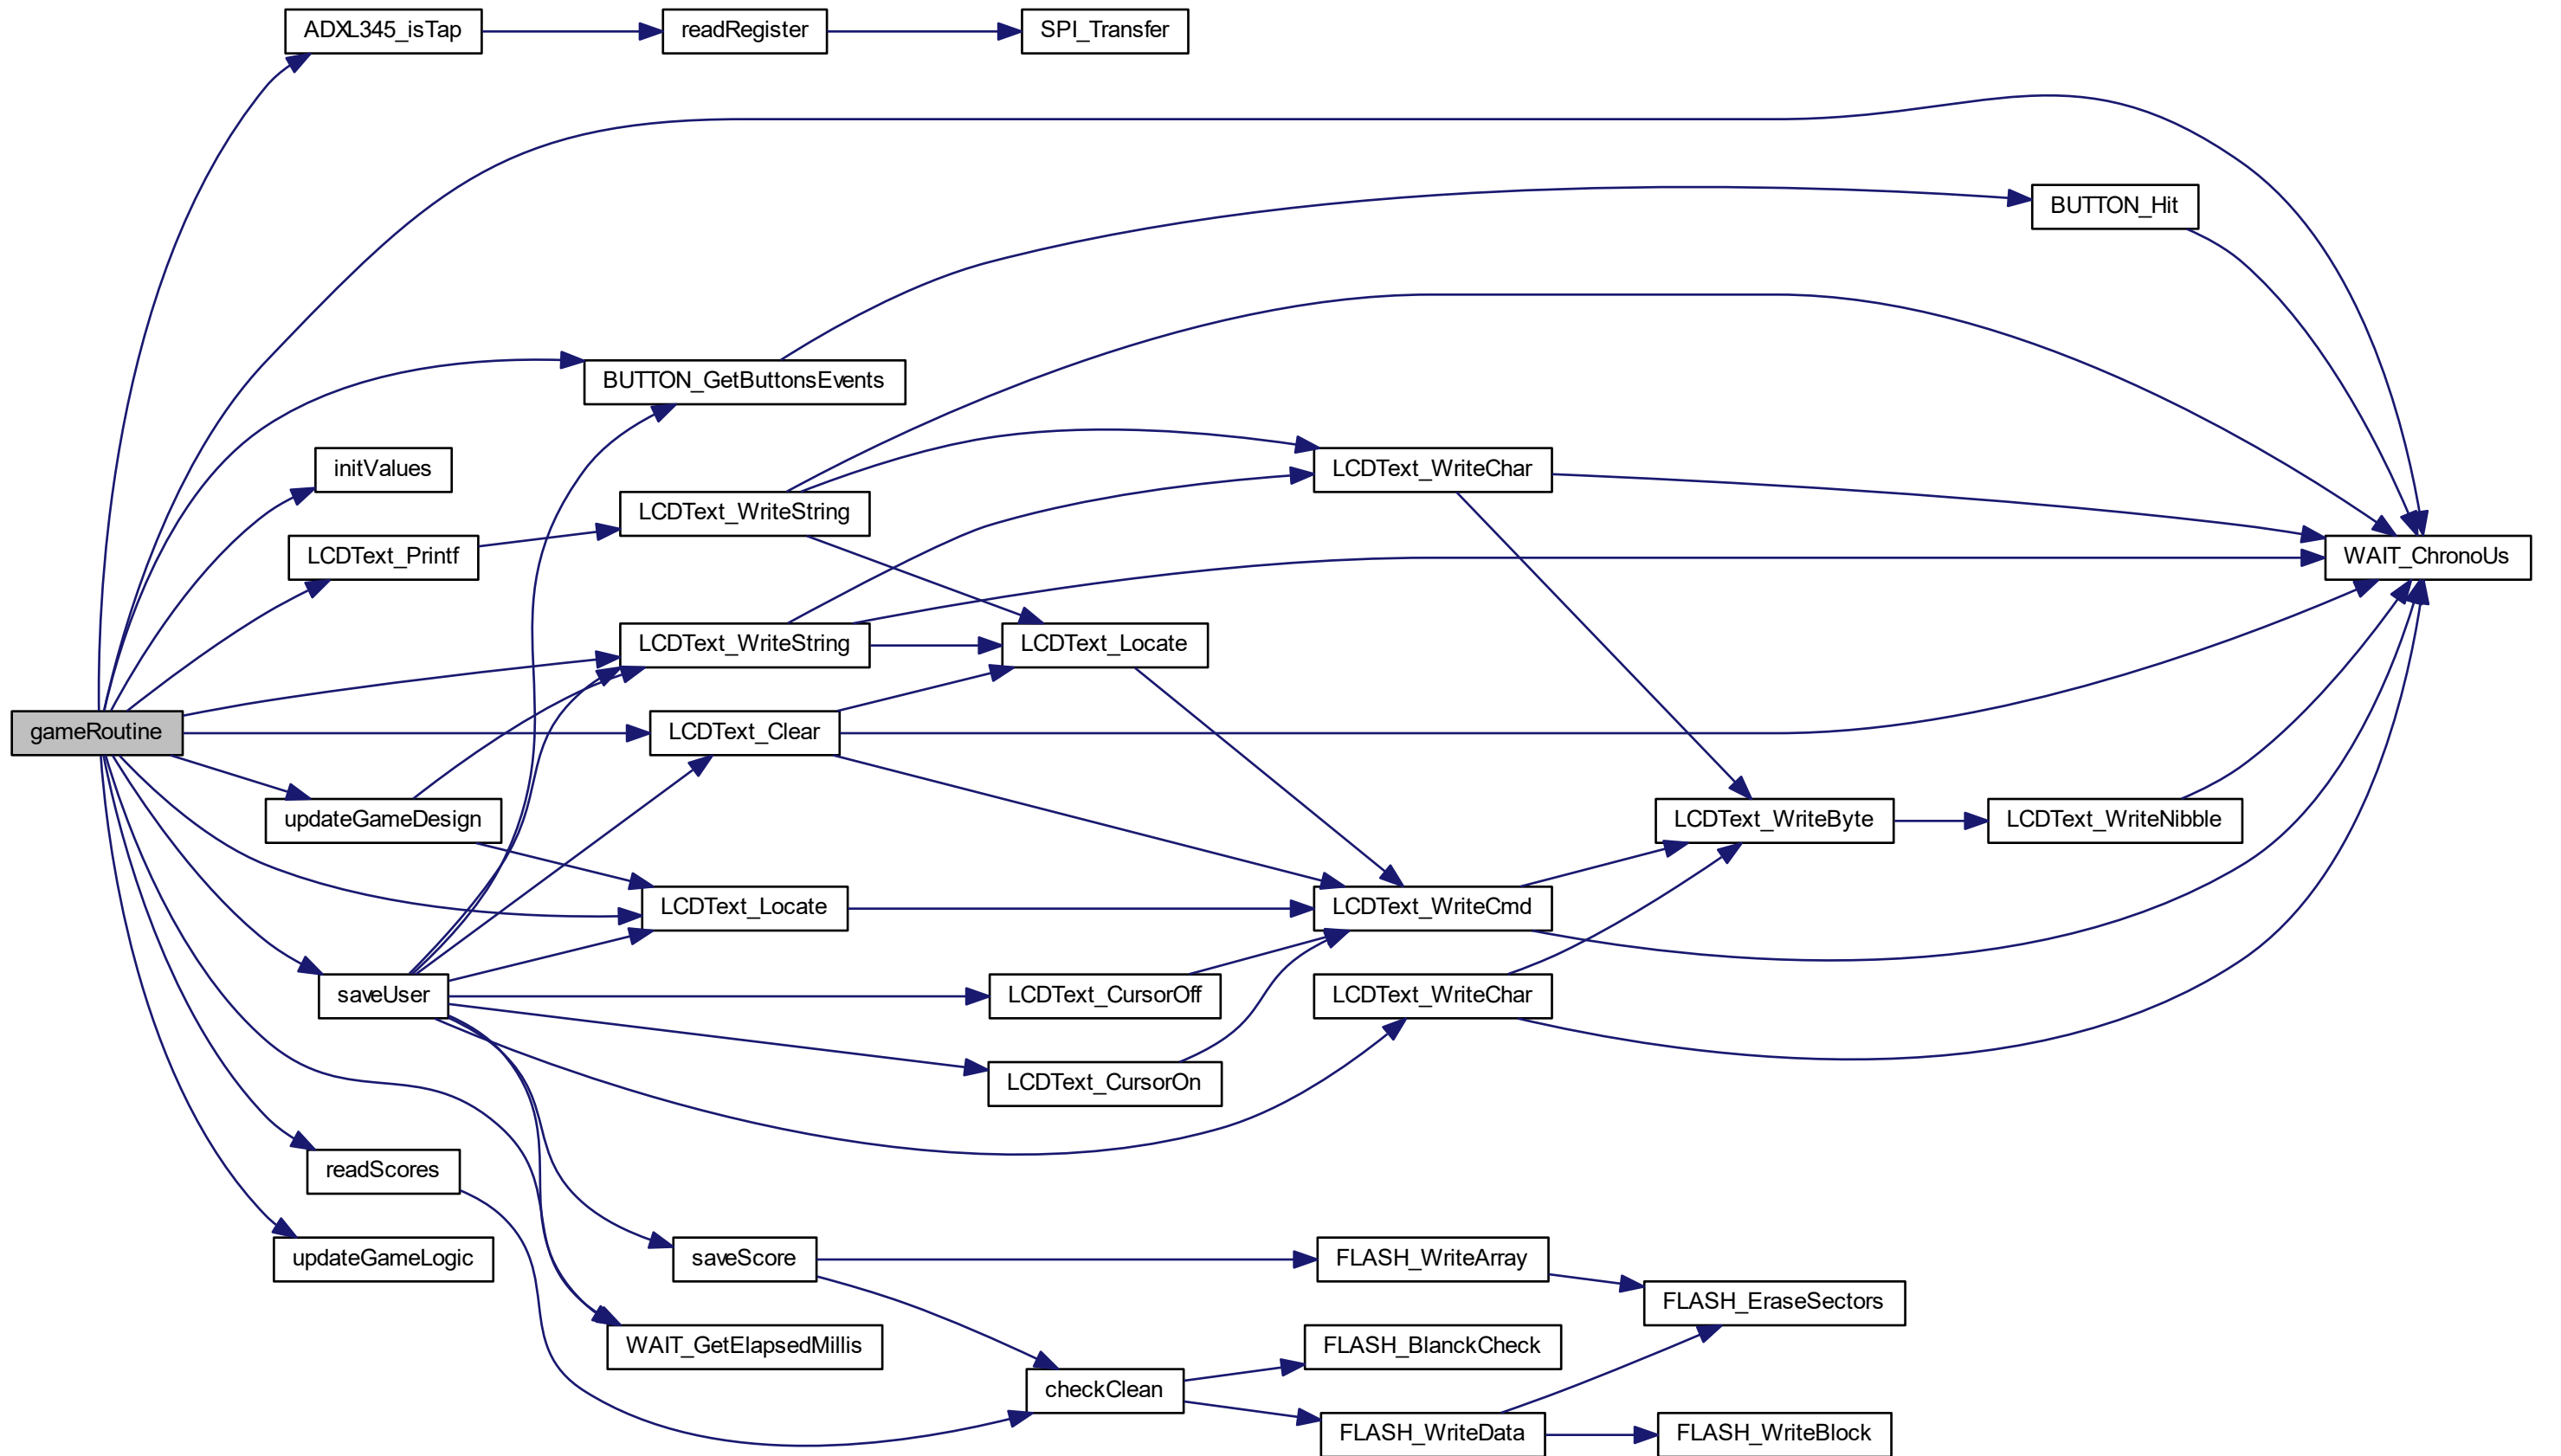 ADXL345_isTap
readRegister
SPI_Transfer
BUTTON_Hit
BUTTON_GetButtonsEvents
initValues
LCDText_WriteChar
LCDText_WriteString
LCDText_Printf
WAIT_ChronoUs
LCDText_WriteString
LCDText_Locate
gameRoutine
LCDText_Clear
updateGameDesign
LCDText_WriteByte
LCDText_WriteNibble
LCDText_Locate
LCDText_WriteCmd
saveUser
LCDText_CursorOff
LCDText_WriteChar
LCDText_CursorOn
readScores
updateGameLogic
saveScore
FLASH_WriteArray
FLASH_EraseSectors
WAIT_GetElapsedMillis
FLASH_BlanckCheck
checkClean
FLASH_WriteData
FLASH_WriteBlock